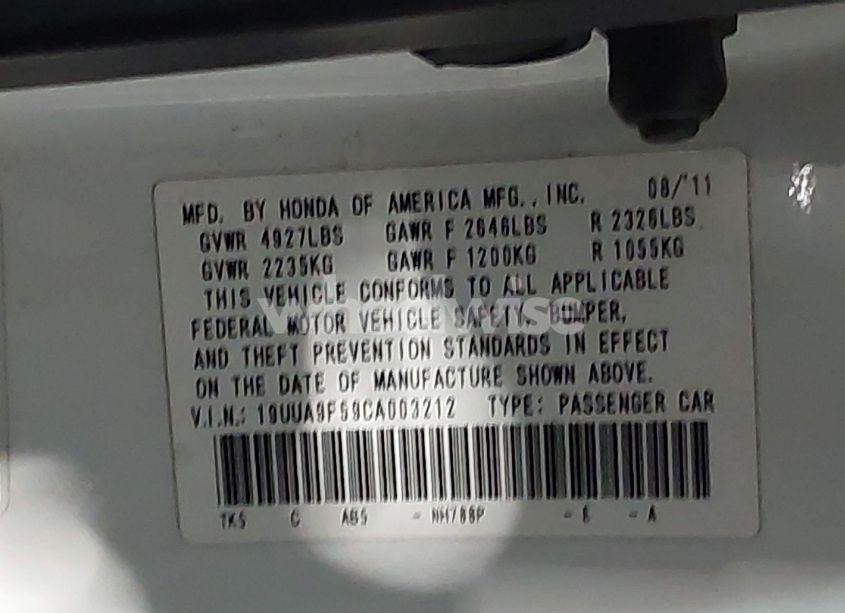 MFD. BY HONDA OF AMERICA MFG., INC. 08/'11
GVWR 4927LBS GAWR F 2646LBS R 2326LBS
GVWR 2235KG GAWR F 1200KG R 1055KG
THIS VEHICLE CONFORMS TO ALL APPLICABLE
FEDERAL MOTOR VEHICLE SAFETY, BUMPER,
AND THEFT PREVENTION STANDARDS IN EFFECT
ON THE DATE OF MANUFACTURE SHOWN ABOVE.
V.I.N.: 19UUA9F59CA003212 TYPE: PASSENGER CAR
TK5 C AB5 - NH788P - E - A